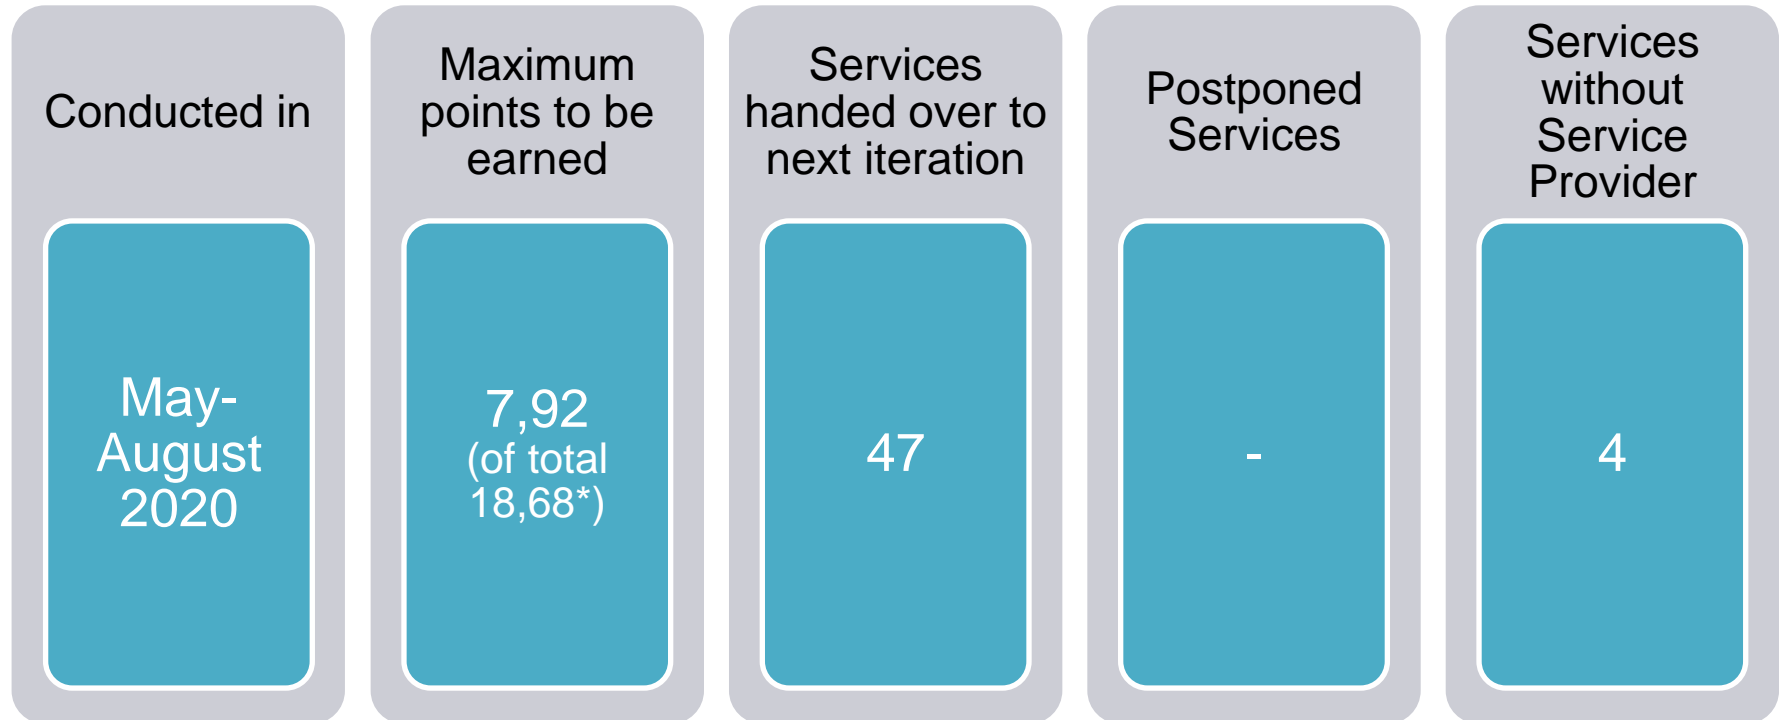 Conducted in
May-
August
2020
Maximum
points to be
earned
7,92
(of total
18,68*)
Services
handed over to
next iteration
47
Postponed
Services
-
Services
without
Service
Provider
4